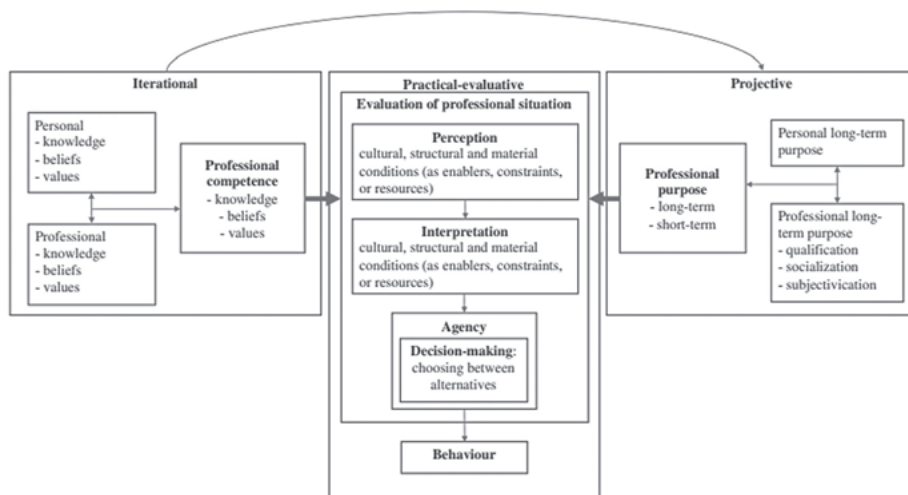 Iterational
Personal
- knowledge
- beliefs
- values
Professional
- knowledge
- beliefs
- values
Professional
competence
- knowledge
- beliefs
- values
Practical-evaluative
Evaluation of professional situation
Perception
cultural, structural and material
conditions (as enablers, constraints,
or resources)
Interpretation
cultural, structural and material
conditions (as enablers, constraints,
or resources)
Agency
Decision-making:
choosing between
alternatives
Behaviour
Projective
Professional
purpose
- long-term
- short-term
Personal long-term
purpose
Professional long-
term purpose
- qualification
- socialization
- subjectivication